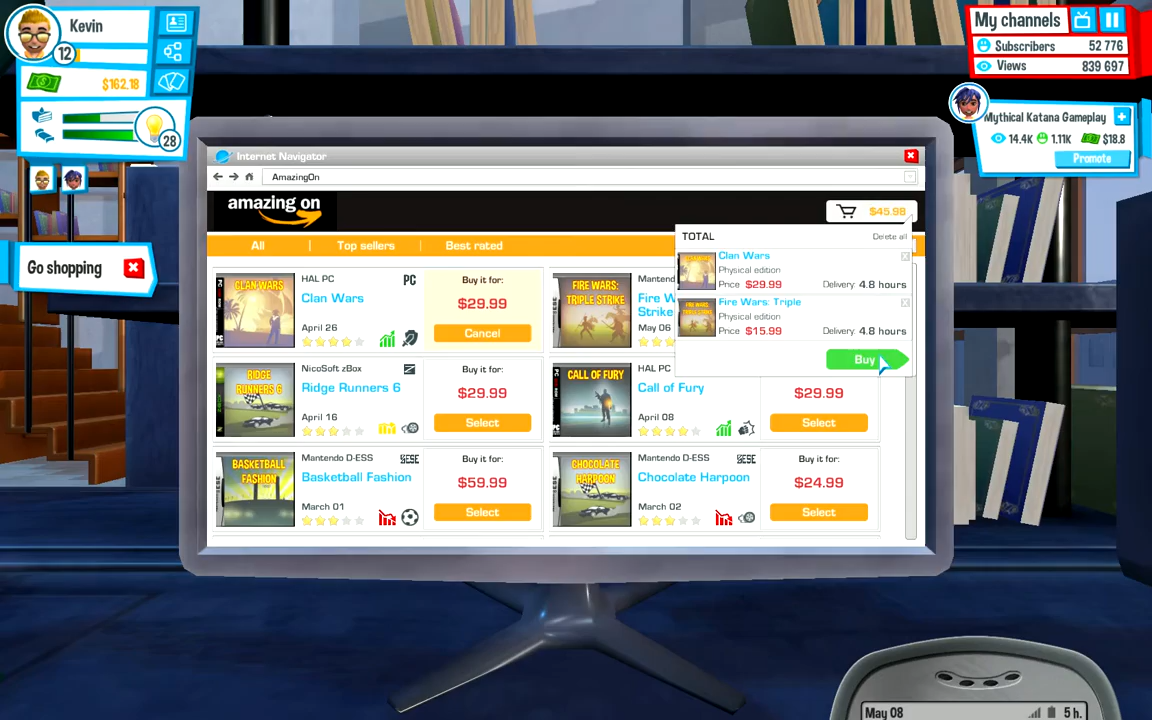 Kevin
12
$162.18
28
Go shopping
My channels
Subscribers 52 776
Views 839 697
Mythical Katana Gameplay
14.4K 1.11K $18.8
Promote
Internet Navigator
AmazingOn
amazing on
$45.98
All | Top sellers | Best rated
TOTAL Delete all
Clan Wars
Physical edition
Price $29.99 Delivery: 4.8 hours
Fire Wars: Triple
Physical edition
Price $15.99 Delivery: 4.8 hours
Buy
CLAN WARS
HAL PC PC
Clan Wars
April 26
Buy it for:
$29.99
Cancel
FIRE WARS:
TRIPLE STRIKE
Mantendo
Fire W
Strike
May 06
RIDGE
RUNNERS 6
NicoSoft zBox
Ridge Runners 6
April 16
Buy it for:
$29.99
Select
CALL OF FURY
HAL PC
Call of Fury
April 08
$29.99
Select
BASKETBALL
FASHION
Mantendo D-ESS
Basketball Fashion
March 01
Buy it for:
$59.99
Select
CHOCOLATE
HARPOON
Mantendo D-ESS
Chocolate Harpoon
March 02
Buy it for:
$24.99
Select
May 08 5 h.